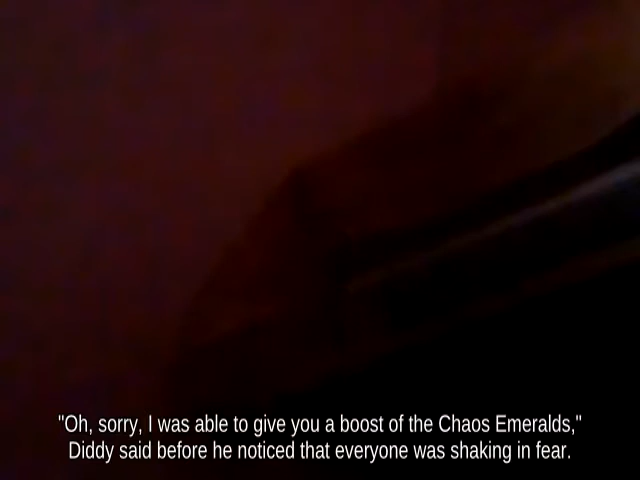 "Oh, sorry, I was able to give you a boost of the Chaos Emeralds,"
Diddy said before he noticed that everyone was shaking in fear.